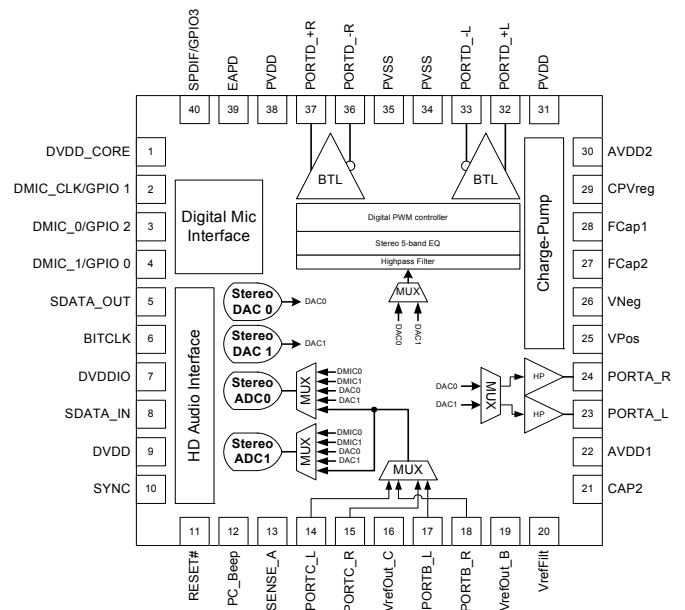 SPDIF/GPIO3
EAPD
PVDD
PORTD_+R
PORTD_-R
PVSS
PVSS
PORTD_-L
PORTD_+L
PVDD
40
39
38
37
36
35
34
33
32
31
DVDD_CORE 1
DMIC_CLK/GPIO 1 2
DMIC_0/GPIO 2 3
DMIC_1/GPIO 0 4
SDATA_OUT 5
BITCLK 6
DVDDIO 7
SDATA_IN 8
DVDD 9
SYNC 10
Digital Mic
Interface
HD Audio Interface
BTL
BTL
Digital PWM controller
Stereo 5-band EQ
Highpass Filter
MUX
DAC0
DAC1
Charge-Pump
Stereo
DAC 0
DAC0
Stereo
DAC 1
DAC1
Stereo
ADC0
MUX
DMIC0
DMIC1
DAC0
DAC1
Stereo
ADC1
MUX
DMIC0
DMIC1
DAC0
DAC1
MUX
DAC0
DAC1
MUX
HP
HP
30 AVDD2
29 CPVreg
28 FCap1
27 FCap2
26 VNeg
25 VPos
24 PORTA_R
23 PORTA_L
22 AVDD1
21 CAP2
11
12
13
14
15
16
17
18
19
20
RESET#
PC_Beep
SENSE_A
PORTC_L
PORTC_R
VrefOut_C
PORTB_L
PORTB_R
VrefOut_B
VrefFilt